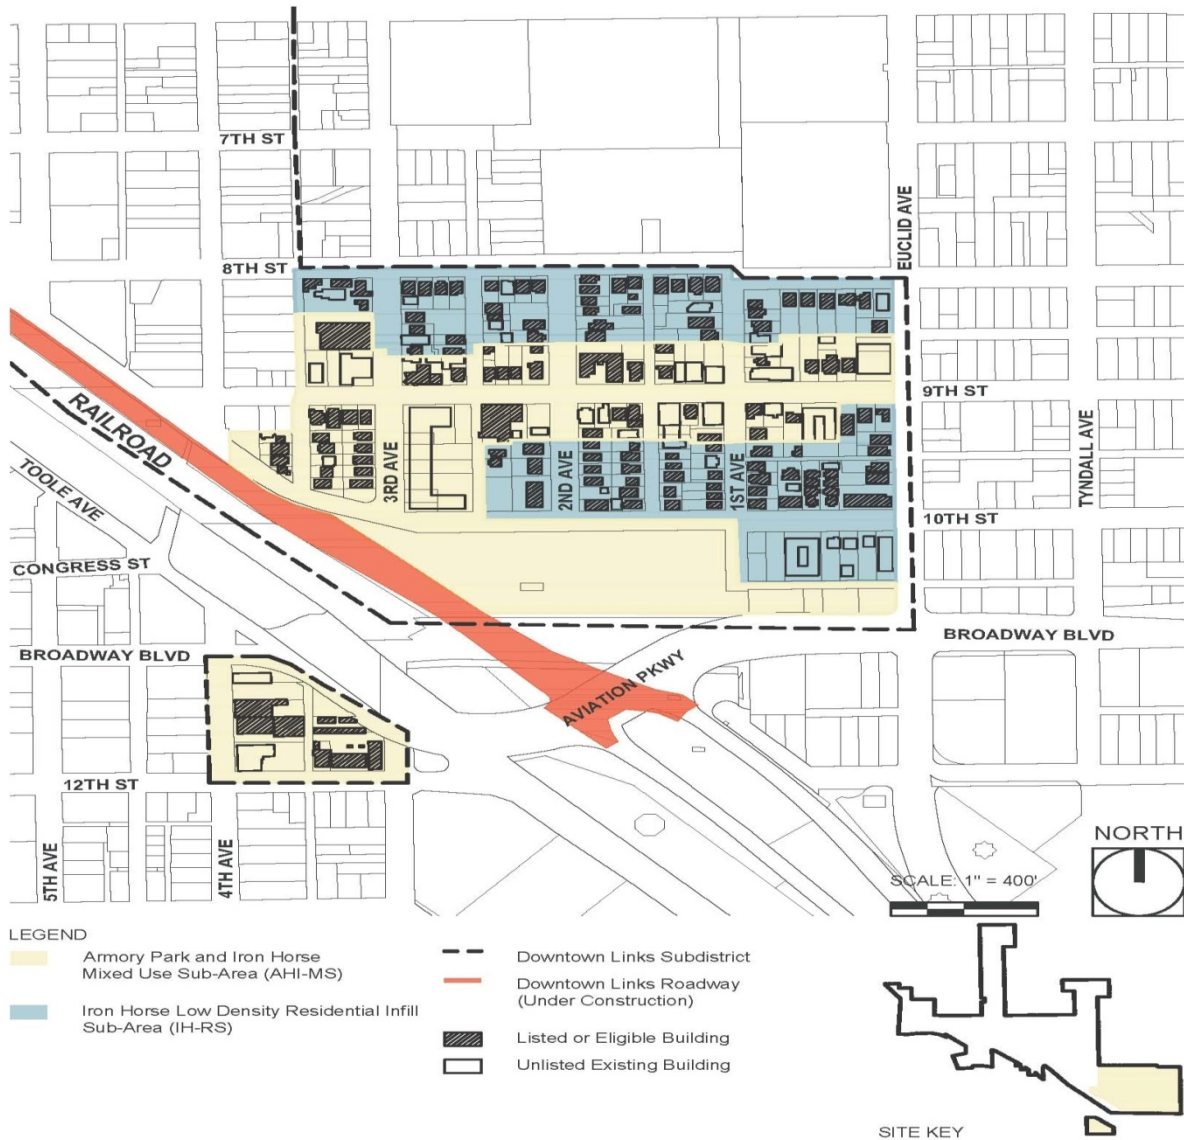 7TH ST
EUCLID AVE
8TH ST
9TH ST
RAILROAD
3RD AVE
2ND AVE
1ST AVE
TYNDALL AVE
TOOLE AVE
10TH ST
CONGRESS ST
BROADWAY BLVD
BROADWAY BLVD
AVIATION PKWY
12TH ST
5TH AVE
4TH AVE
NORTH
SCALE: 1" = 400'
LEGEND
Armory Park and Iron Horse
Mixed Use Sub-Area (AHI-MS)
Iron Horse Low Density Residential Infill
Sub-Area (IH-RS)
Downtown Links Subdistrict
Downtown Links Roadway
(Under Construction)
Listed or Eligible Building
Unlisted Existing Building
SITE KEY